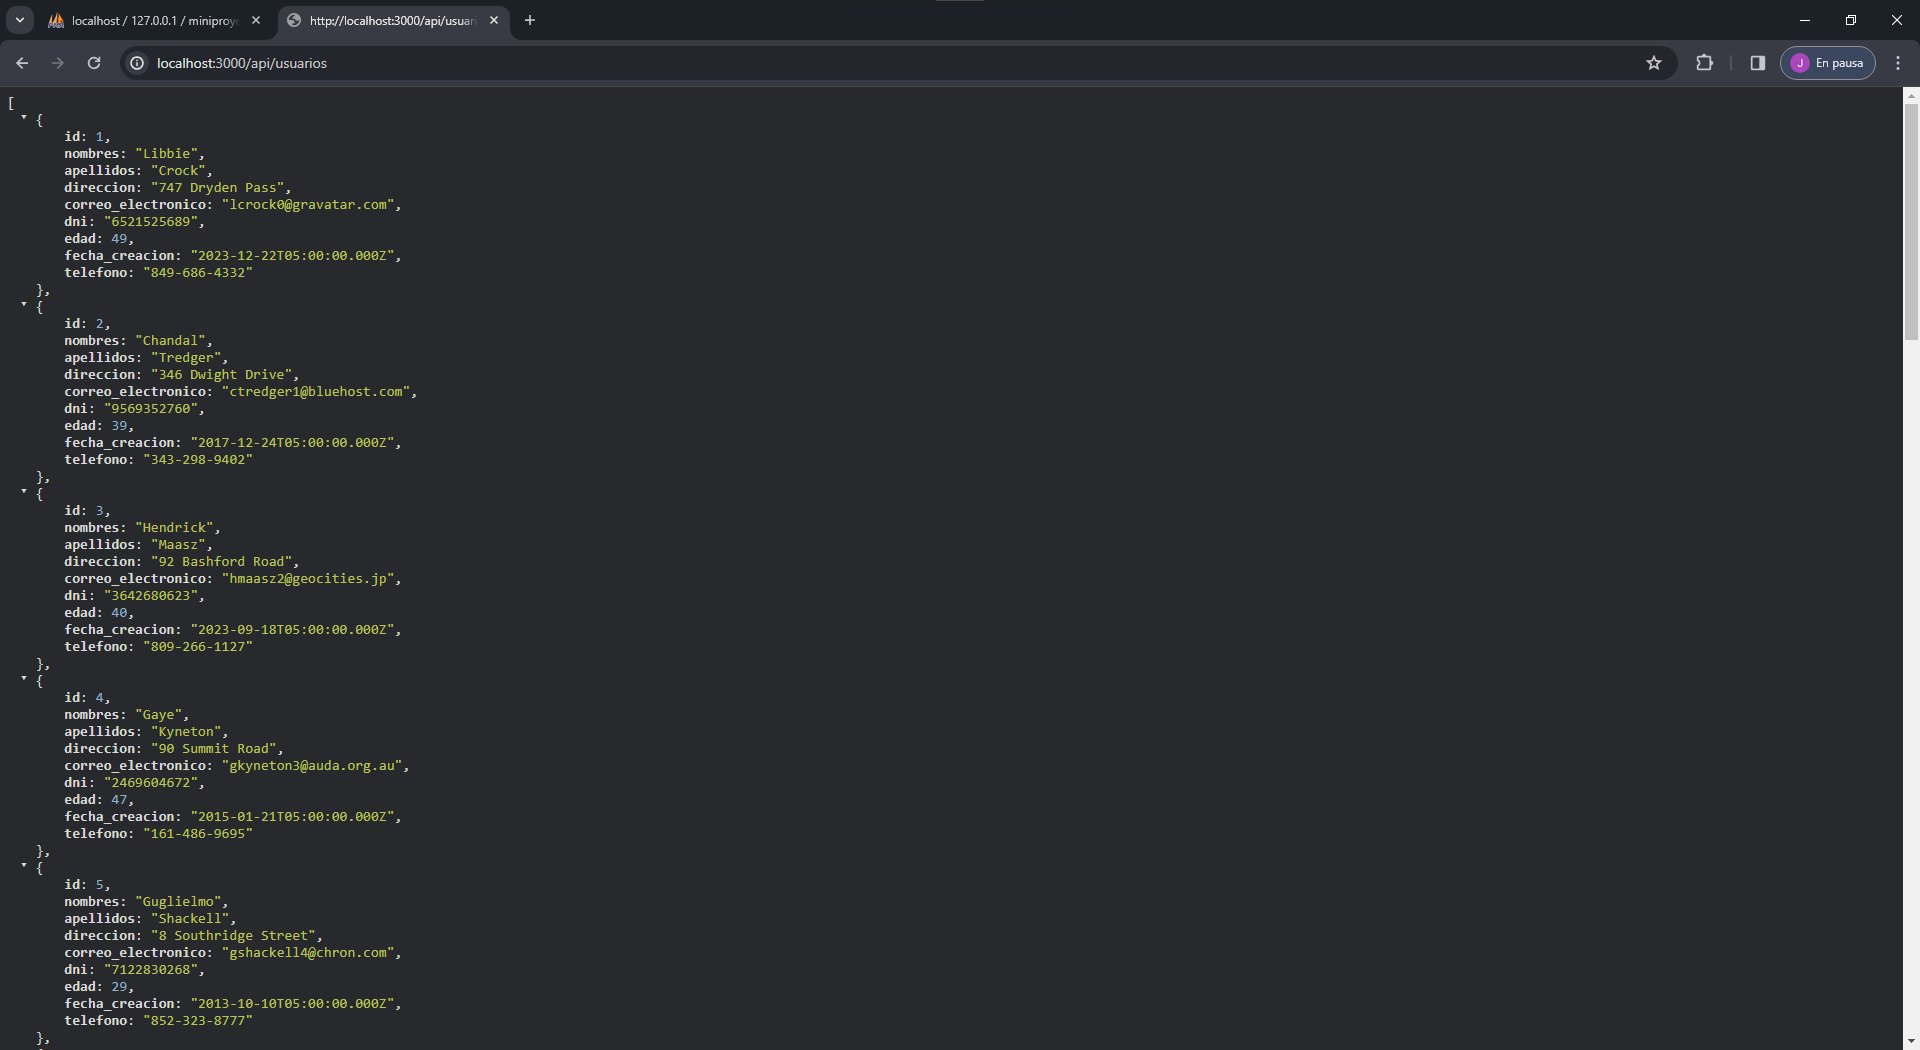 localhost / 127.0.0.1 / miniproye
http://localhost:3000/api/usuari
localhost:3000/api/usuarios
J En pausa
[
{
id: 1,
nombres: "Libbie",
apellidos: "Crock",
direccion: "747 Dryden Pass",
correo_electronico: "lcrock0@gravatar.com",
dni: "6521525689",
edad: 49,
fecha_creacion: "2023-12-22T05:00:00.000Z",
telefono: "849-686-4332"
},
{
id: 2,
nombres: "Chandal",
apellidos: "Tredger",
direccion: "346 Dwight Drive",
correo_electronico: "ctredger1@bluehost.com",
dni: "9569352760",
edad: 39,
fecha_creacion: "2017-12-24T05:00:00.000Z",
telefono: "343-298-9402"
},
{
id: 3,
nombres: "Hendrick",
apellidos: "Maasz",
direccion: "92 Bashford Road",
correo_electronico: "hmaasz2@geocities.jp",
dni: "3642680623",
edad: 40,
fecha_creacion: "2023-09-18T05:00:00.000Z",
telefono: "809-266-1127"
},
{
id: 4,
nombres: "Gaye",
apellidos: "Kyneton",
direccion: "90 Summit Road",
correo_electronico: "gkyneton3@auda.org.au",
dni: "2469604672",
edad: 47,
fecha_creacion: "2015-01-21T05:00:00.000Z",
telefono: "161-486-9695"
},
{
id: 5,
nombres: "Guglielmo",
apellidos: "Shackell",
direccion: "8 Southridge Street",
correo_electronico: "gshackell4@chron.com",
dni: "7122830268",
edad: 29,
fecha_creacion: "2013-10-10T05:00:00.000Z",
telefono: "852-323-8777"
},